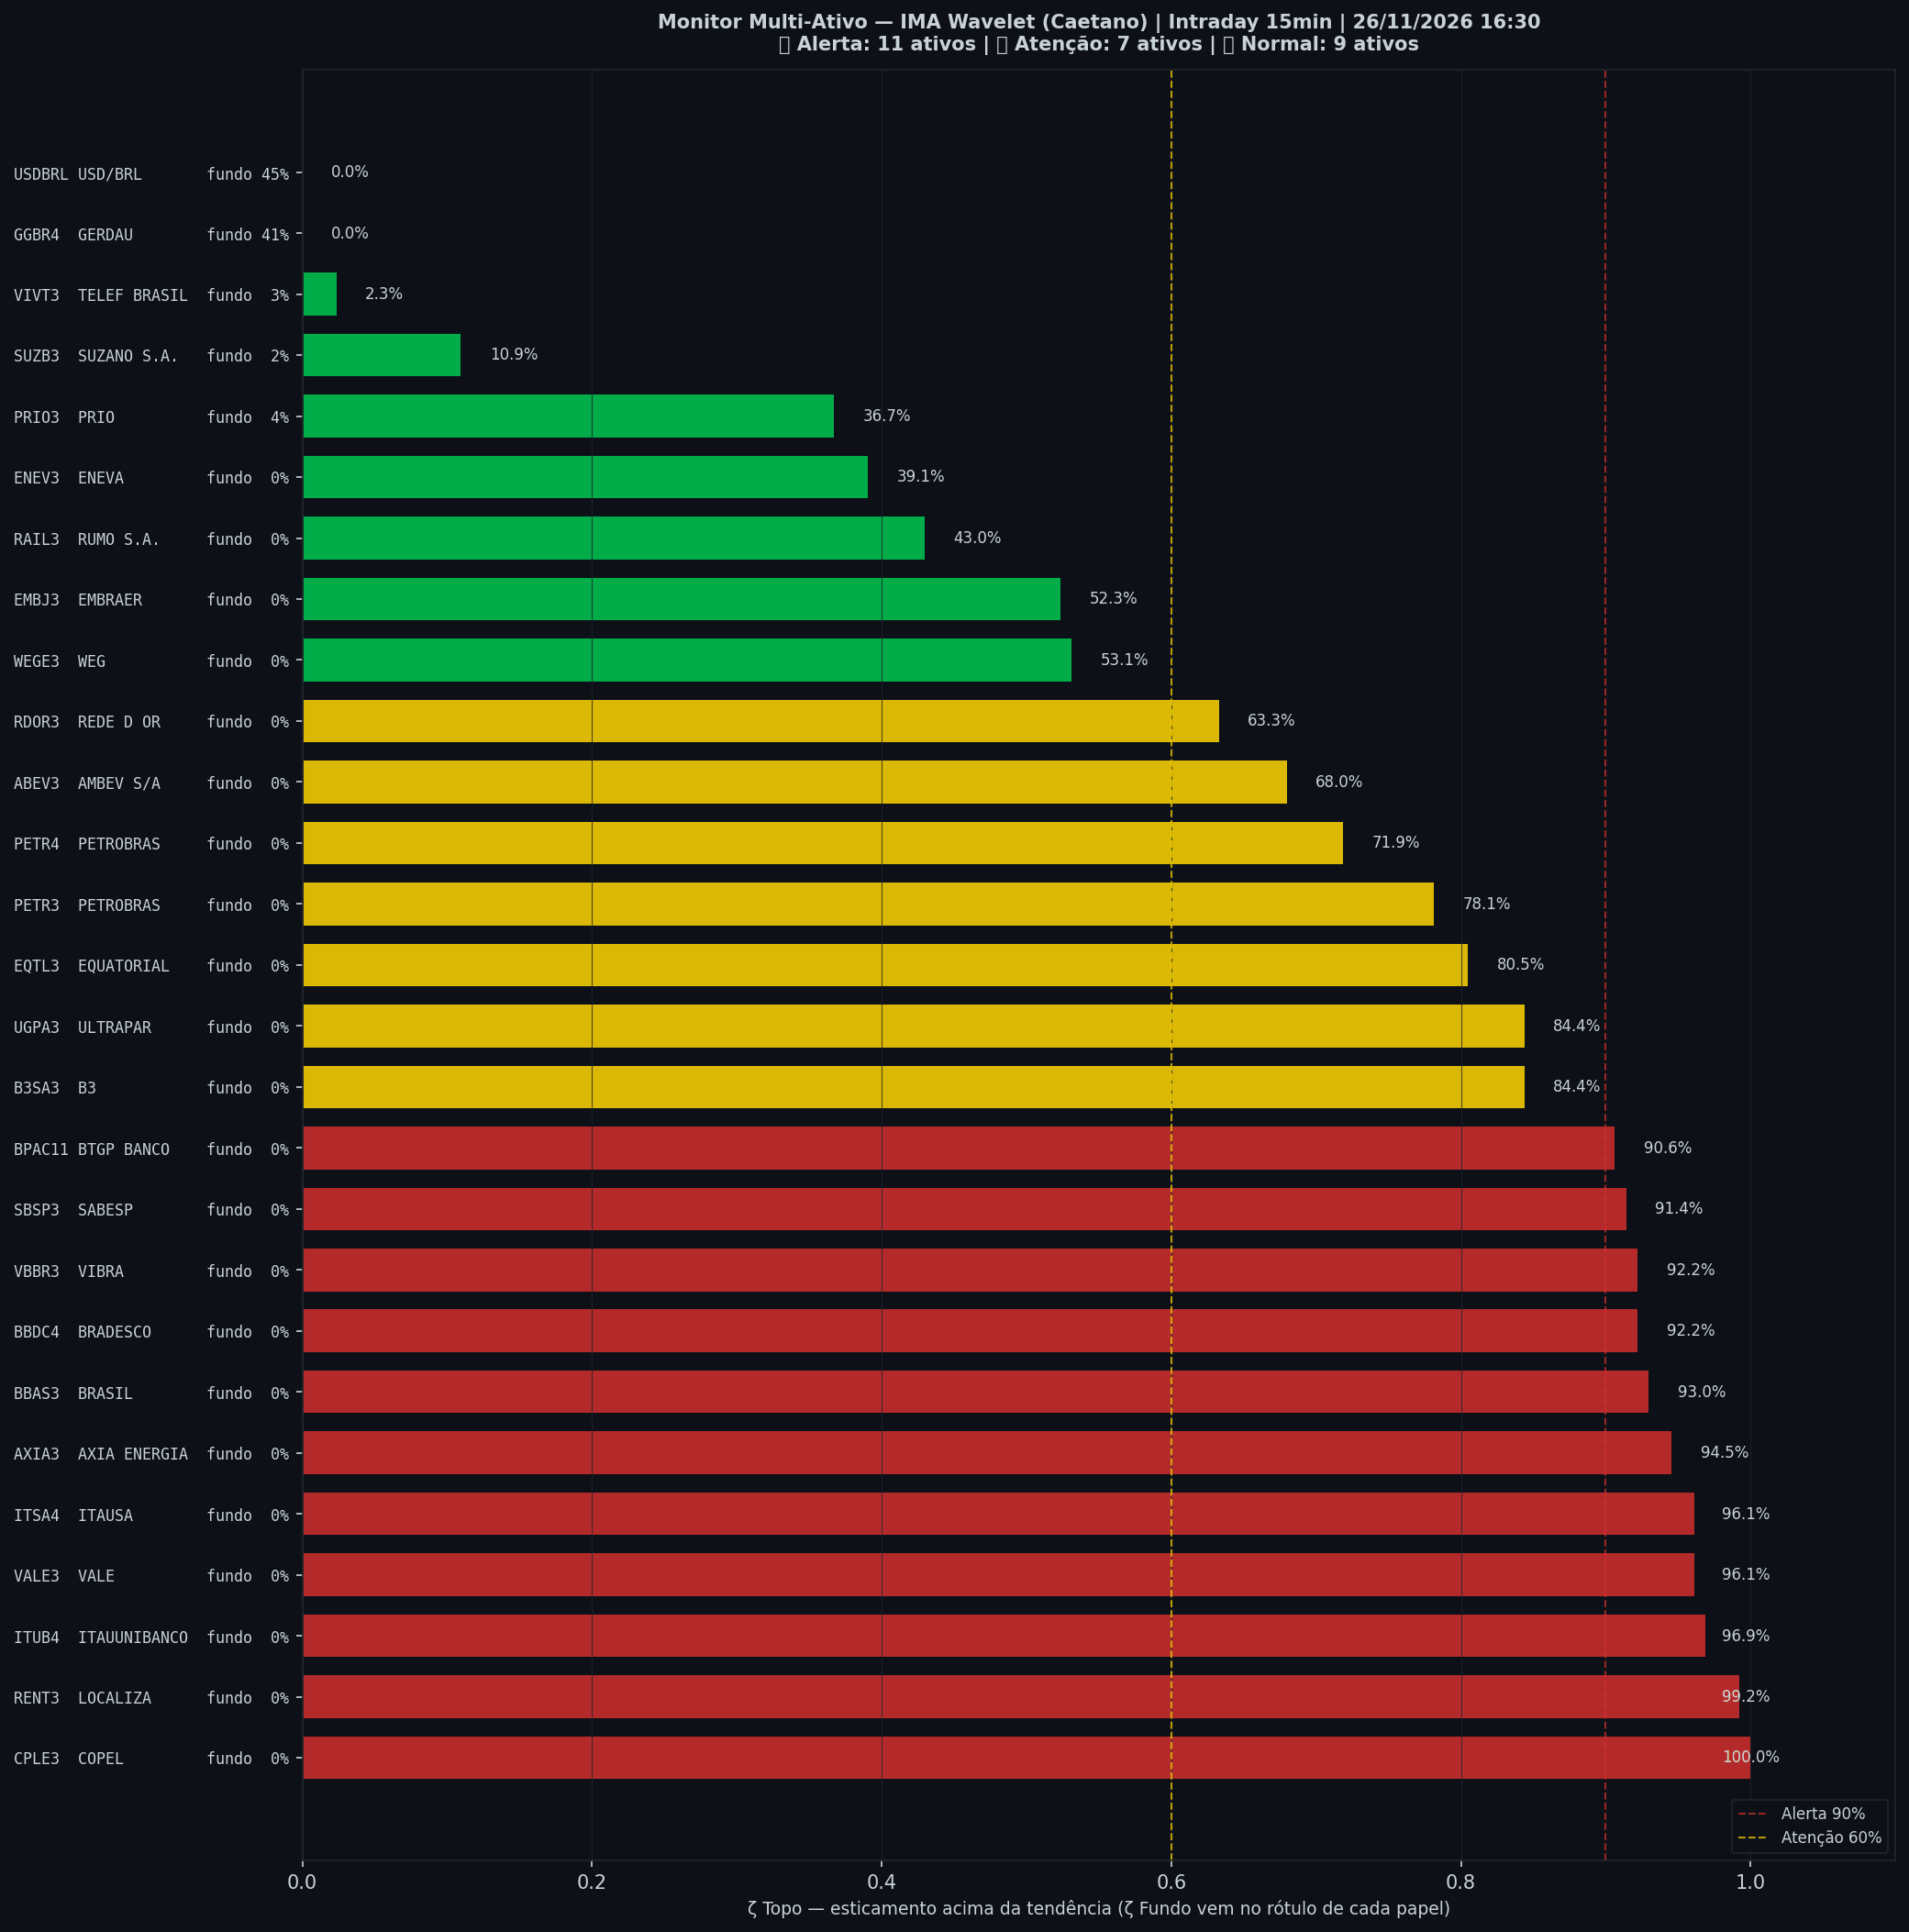 Monitor Multi-Ativo — IMA Wavelet (Caetano) | Intraday 15min | 26/11/2026 16:30
Alerta: 11 ativos | Atenção: 7 ativos | Normal: 9 ativos
USDBRL USD/BRL fundo 45% 0.0%
GGBR4 GERDAU fundo 41% 0.0%
VIVT3 TELEF BRASIL fundo 3% 2.3%
SUZB3 SUZANO S.A. fundo 2% 10.9%
PRIO3 PRIO fundo 4% 36.7%
ENEV3 ENEVA fundo 0% 39.1%
RAIL3 RUMO S.A. fundo 0% 43.0%
EMBJ3 EMBRAER fundo 0% 52.3%
WEGE3 WEG fundo 0% 53.1%
RDOR3 REDE D OR fundo 0% 63.3%
ABEV3 AMBEV S/A fundo 0% 68.0%
PETR4 PETROBRAS fundo 0% 71.9%
PETR3 PETROBRAS fundo 0% 78.1%
EQTL3 EQUATORIAL fundo 0% 80.5%
UGPA3 ULTRAPAR fundo 0% 84.4%
B3SA3 B3 fundo 0% 84.4%
BPAC11 BTGP BANCO fundo 0% 90.6%
SBSP3 SABESP fundo 0% 91.4%
VBBR3 VIBRA fundo 0% 92.2%
BBDC4 BRADESCO fundo 0% 92.2%
BBAS3 BRASIL fundo 0% 93.0%
AXIA3 AXIA ENERGIA fundo 0% 94.5%
ITSA4 ITAUSA fundo 0% 96.1%
VALE3 VALE fundo 0% 96.1%
ITUB4 ITAUUNIBANCO fundo 0% 96.9%
RENT3 LOCALIZA fundo 0% 99.2%
CPLE3 COPEL fundo 0% 100.0%
Alerta 90%
Atenção 60%
0.0 0.2 0.4 0.6 0.8 1.0
ζ Topo — esticamento acima da tendência (ζ Fundo vem no rótulo de cada papel)